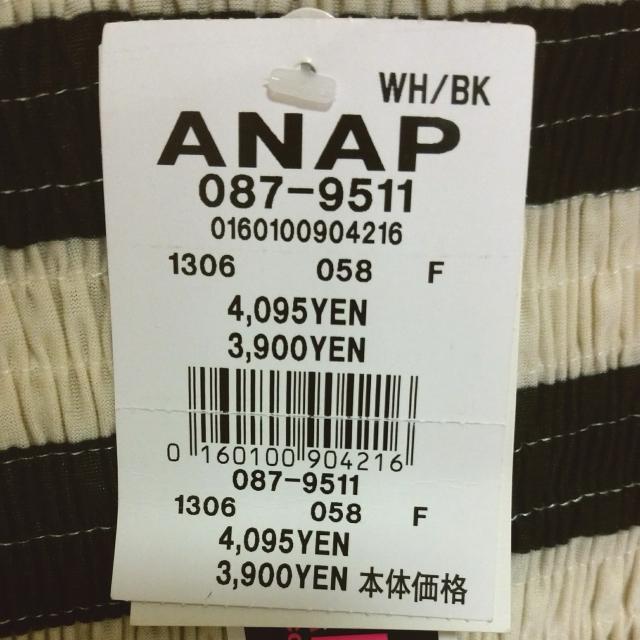 WH/BK
ANAP
087-9511
0160100904216
1306 058 F
4,095YEN
3,900YEN
0 160100 904216
087-9511
1306 058 F
4,095YEN
3,900YEN 本体価格